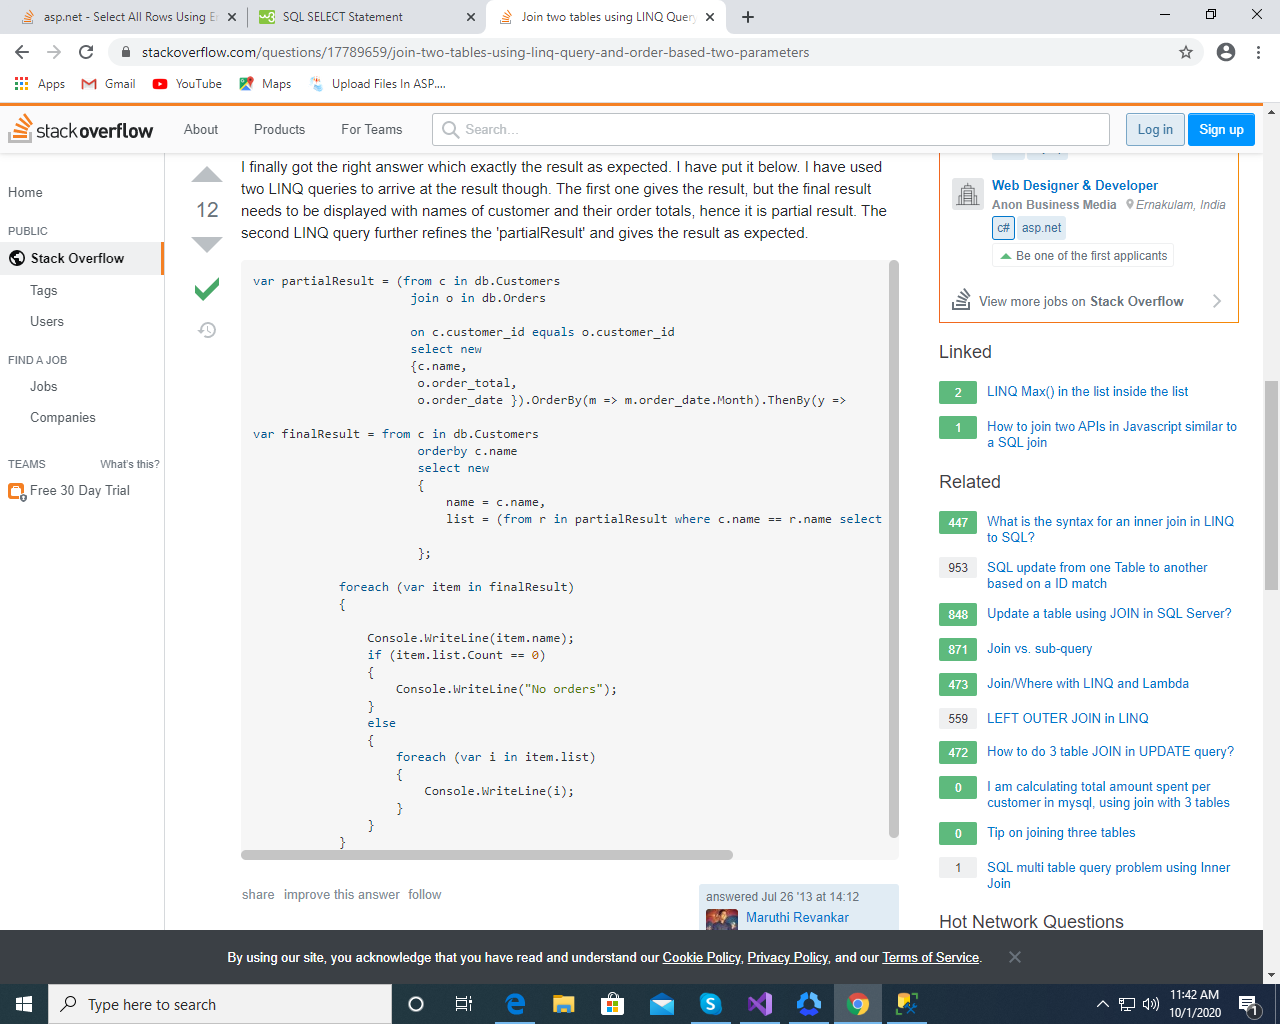 asp.net - Select All Rows Using E
SQL SELECT Statement
Join two tables using LINQ Quer
stackoverflow.com/questions/17789659/join-two-tables-using-linq-query-and-order-based-two-parameters
Apps
Gmail
YouTube
Maps
Upload Files In ASP....
stackoverflow
About
Products
For Teams
Search...
Log in
Sign up
Home
PUBLIC
Stack Overflow
Tags
Users
FIND A JOB
Jobs
Companies
TEAMS
What's this?
Free 30 Day Trial
12
I finally got the right answer which exactly the result as expected. I have put it below. I have used
two LINQ queries to arrive at the result though. The first one gives the result, but the final result
needs to be displayed with names of customer and their order totals, hence it is partial result. The
second LINQ query further refines the 'partialResult' and gives the result as expected.
var partialResult = (from c in db.Customers
join o in db.Orders
on c.customer_id equals o.customer_id
select new
{c.name,
o.order_total,
o.order_date }).OrderBy(m => m.order_date.Month).ThenBy(y =>
var finalResult = from c in db.Customers
orderby c.name
select new
{
name = c.name,
list = (from r in partialResult where c.name == r.name select
};
foreach (var item in finalResult)
{
Console.WriteLine(item.name);
if (item.list.Count == 0)
{
Console.WriteLine("No orders");
}
else
{
foreach (var i in item.list)
{
Console.WriteLine(i);
}
}
}
share improve this answer follow
answered Jul 26 '13 at 14:12
Maruthi Revankar
Web Designer & Developer
Anon Business Media Ernakulam, India
c# asp.net
Be one of the first applicants
View more jobs on Stack Overflow
Linked
2 LINQ Max() in the list inside the list
1 How to join two APIs in Javascript similar to
a SQL join
Related
447 What is the syntax for an inner join in LINQ
to SQL?
953 SQL update from one Table to another
based on a ID match
848 Update a table using JOIN in SQL Server?
871 Join vs. sub-query
473 Join/Where with LINQ and Lambda
559 LEFT OUTER JOIN in LINQ
472 How to do 3 table JOIN in UPDATE query?
0 I am calculating total amount spent per
customer in mysql, using join with 3 tables
0 Tip on joining three tables
1 SQL multi table query problem using Inner
Join
Hot Network Questions
By using our site, you acknowledge that you have read and understand our Cookie Policy, Privacy Policy, and our Terms of Service.
Type here to search
11:42 AM
10/1/2020
1